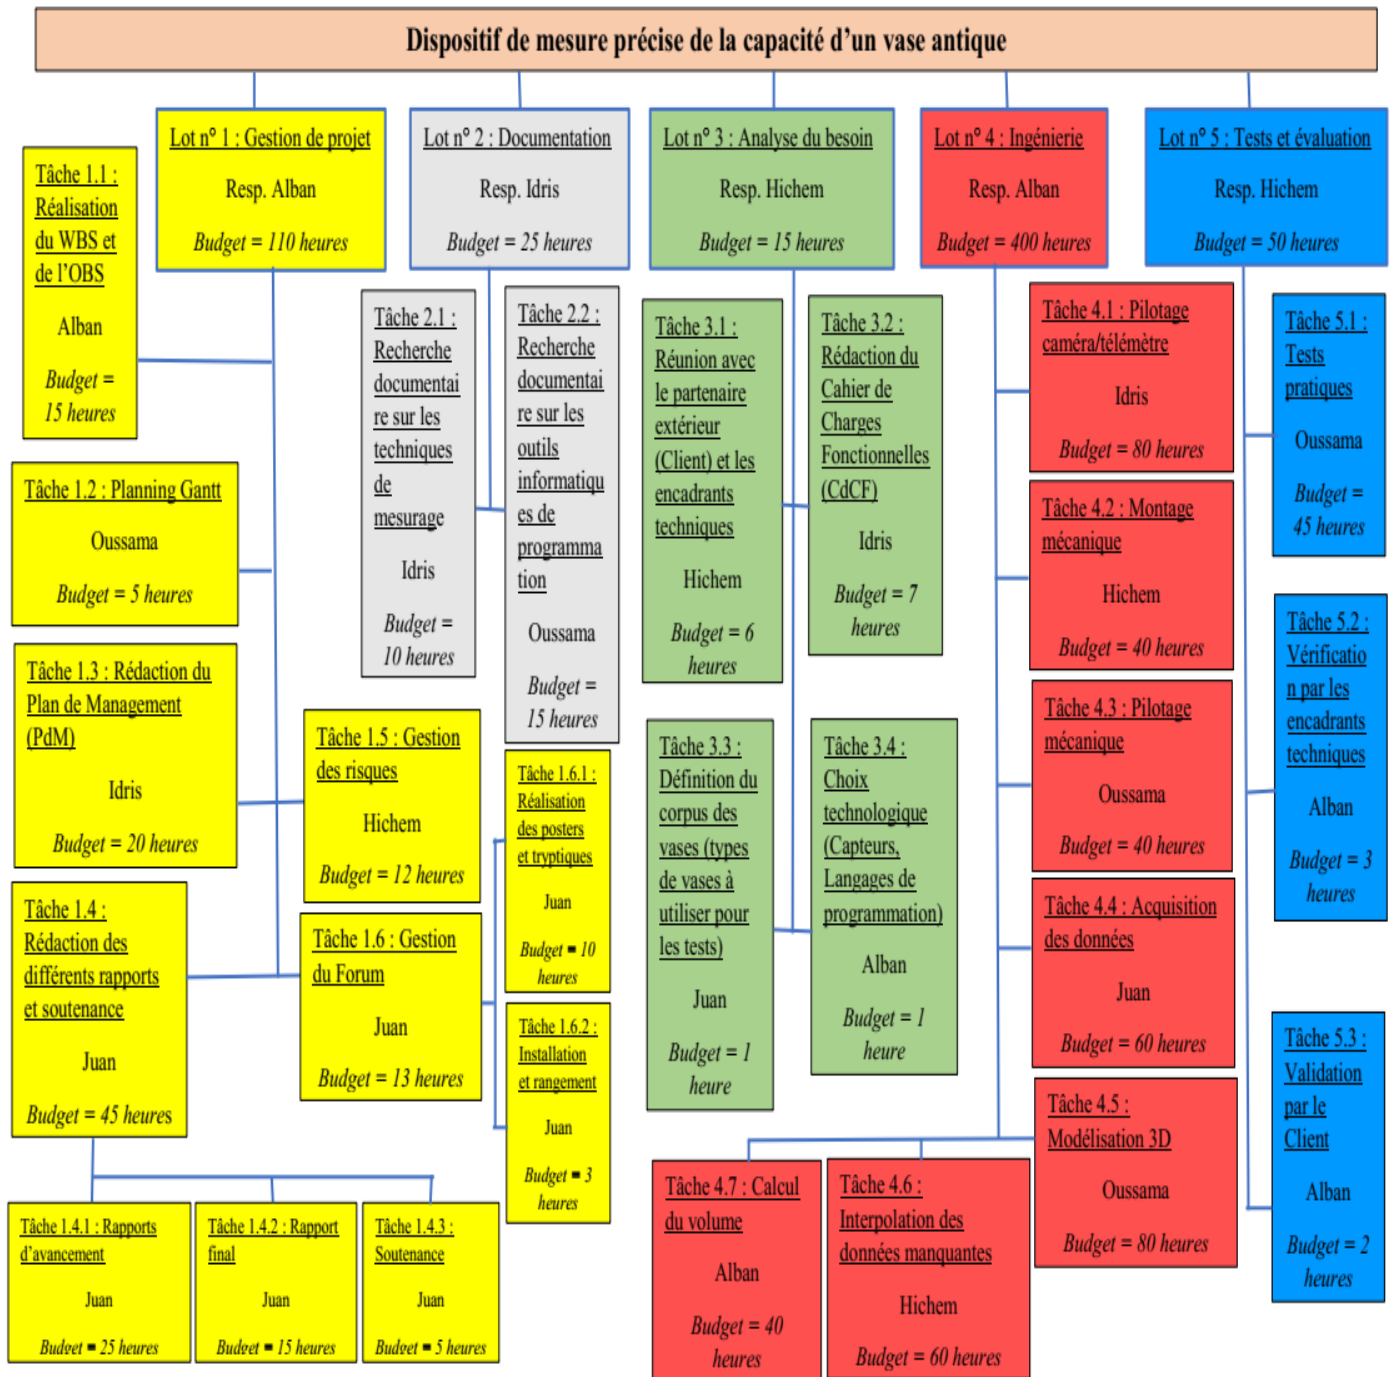 Dispositif de mesure précise de la capacité d’un vase antique
Lot n° 1 : Gestion de projet
Resp. Alban
Budget = 110 heures
Lot n° 2 : Documentation
Resp. Idris
Budget = 25 heures
Lot n° 3 : Analyse du besoin
Resp. Hichem
Budget = 15 heures
Lot n° 4 : Ingénierie
Resp. Alban
Budget = 400 heures
Lot n° 5 : Tests et évaluation
Resp. Hichem
Budget = 50 heures
Tâche 1.1 :
Réalisation
du WBS et
de l’OBS
Alban
Budget =
15 heures
Tâche 1.2 : Planning Gantt
Oussama
Budget = 5 heures
Tâche 1.3 : Rédaction du
Plan de Management
(PdM)
Idris
Budget = 20 heures
Tâche 1.4 :
Rédaction des
différents rapports
et soutenance
Juan
Budget = 45 heures
Tâche 1.4.1 : Rapports
d’avancement
Juan
Budget = 25 heures
Tâche 1.4.2 : Rapport
final
Juan
Budget = 15 heures
Tâche 1.4.3 :
Soutenance
Juan
Budget = 5 heures
Tâche 1.5 : Gestion
des risques
Hichem
Budget = 12 heures
Tâche 1.6 : Gestion
du Forum
Juan
Budget = 13 heures
Tâche 1.6.1 :
Réalisation
des posters
et tryptiques
Juan
Budget = 10
heures
Tâche 1.6.2 :
Installation
et rangement
Juan
Budget = 3
heures
Tâche 2.1 :
Recherche
documentai
re sur les
techniques
de
mesurage
Idris
Budget =
10 heures
Tâche 2.2 :
Recherche
documentai
re sur les
outils
informatiqu
es de
programma
tion
Oussama
Budget =
15 heures
Tâche 3.1 :
Réunion avec
le partenaire
extérieur
(Client) et les
encadrants
techniques
Hichem
Budget = 6
heures
Tâche 3.2 :
Rédaction du
Cahier de
Charges
Fonctionnelles
(CdCF)
Idris
Budget = 7
heures
Tâche 3.3 :
Définition du
corpus des
vases (types
de vases à
utiliser pour
les tests)
Juan
Budget = 1
heure
Tâche 3.4 :
Choix
technologique
(Capteurs,
Langages de
programmation)
Alban
Budget = 1
heure
Tâche 4.1 : Pilotage
caméra/télémètre
Idris
Budget = 80 heures
Tâche 4.2 : Montage
mécanique
Hichem
Budget = 40 heures
Tâche 4.3 : Pilotage
mécanique
Oussama
Budget = 40 heures
Tâche 4.4 : Acquisition
des données
Juan
Budget = 60 heures
Tâche 4.5 :
Modélisation 3D
Oussama
Budget = 80 heures
Tâche 4.7 : Calcul
du volume
Alban
Budget = 40
heures
Tâche 4.6 :
Interpolation des
données manquantes
Hichem
Budget = 60 heures
Tâche 5.1 :
Tests
pratiques
Oussama
Budget =
45 heures
Tâche 5.2 :
Vérificatio
n par les
encadrants
techniques
Alban
Budget = 3
heures
Tâche 5.3 :
Validation
par le
Client
Alban
Budget = 2
heures